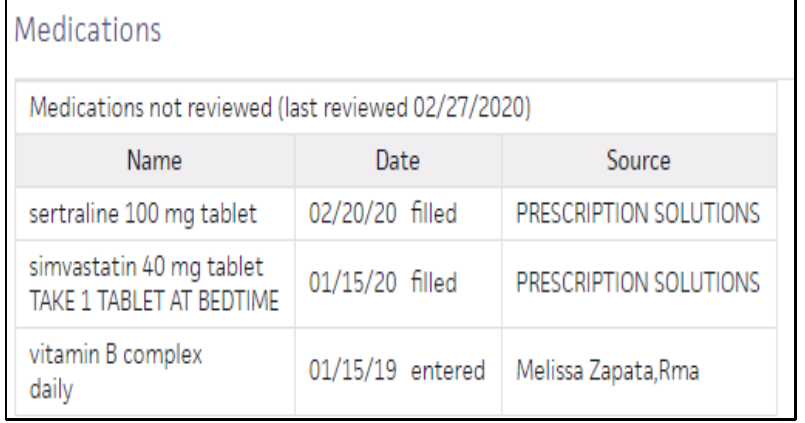 Medications
Medications not reviewed (last reviewed 02/27/2020)
Name Date Source
sertraline 100 mg tablet 02/20/20 filled PRESCRIPTION SOLUTIONS
simvastatin 40 mg tablet
TAKE 1 TABLET AT BEDTIME 01/15/20 filled PRESCRIPTION SOLUTIONS
vitamin B complex
daily 01/15/19 entered Melissa Zapata,Rma